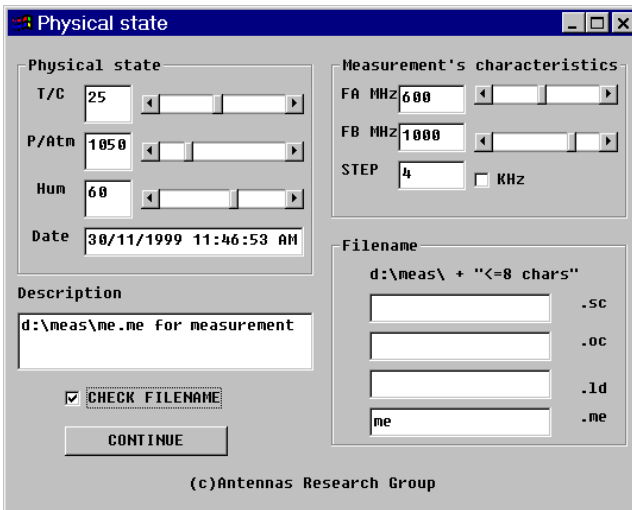 Physical state
Physical state
T/C 25
P/Atm 1050
Hum 60
Date 30/11/1999 11:46:53 AM
Measurement's characteristics
FA MHz 600
FB MHz 1000
STEP 4 KHz
Description
d:\meas\me.me for measurement
CHECK FILENAME
CONTINUE
Filename
d:\meas\ + "<=8 chars"
.sc
.oc
.ld
me .me
(c)Antennas Research Group